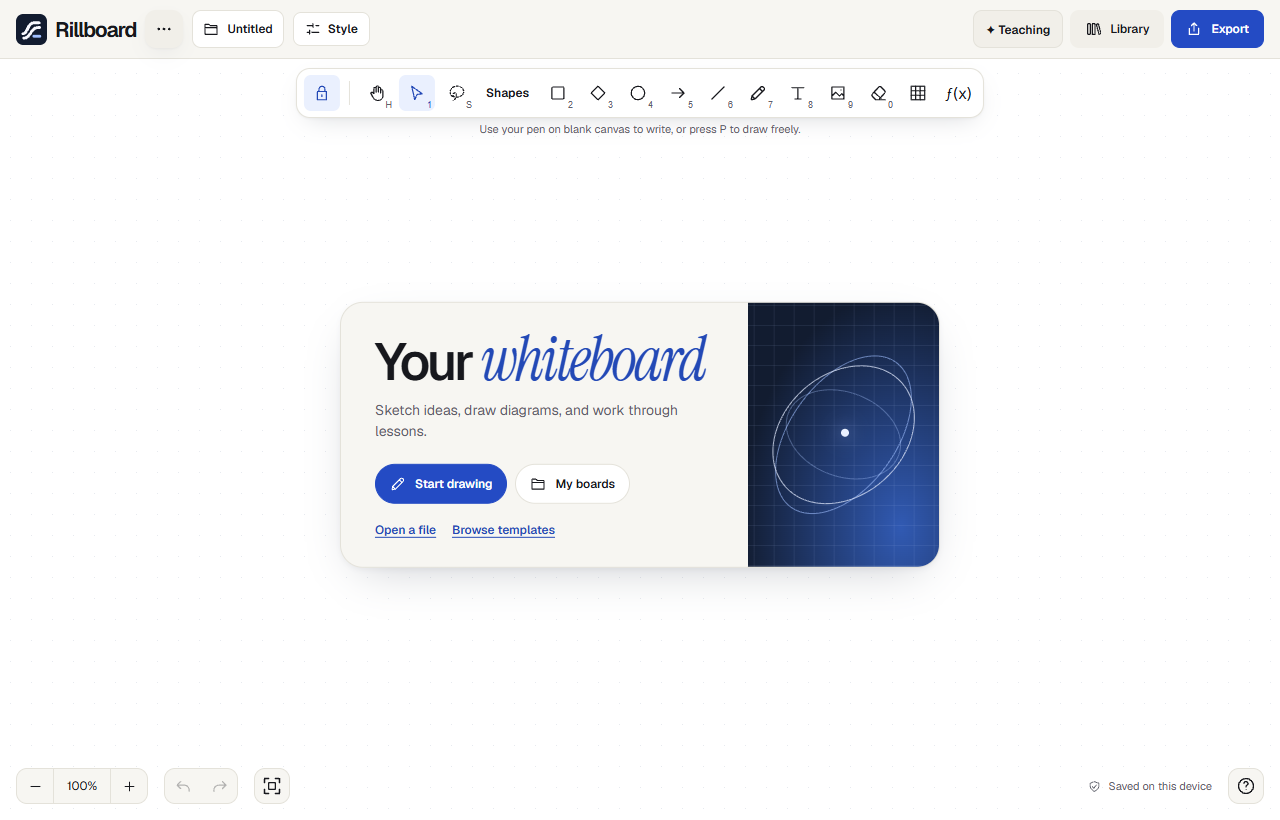 Rillboard
Untitled
Style
✦ Teaching
Library
Export
H
1
S
Shapes
2
3
4
5
6
7
8
9
0
ƒ(x)
Use your pen on blank canvas to write, or press P to draw freely.
Your whiteboard
Sketch ideas, draw diagrams, and work through
lessons.
Start drawing
My boards
Open a file
Browse templates
100%
Saved on this device